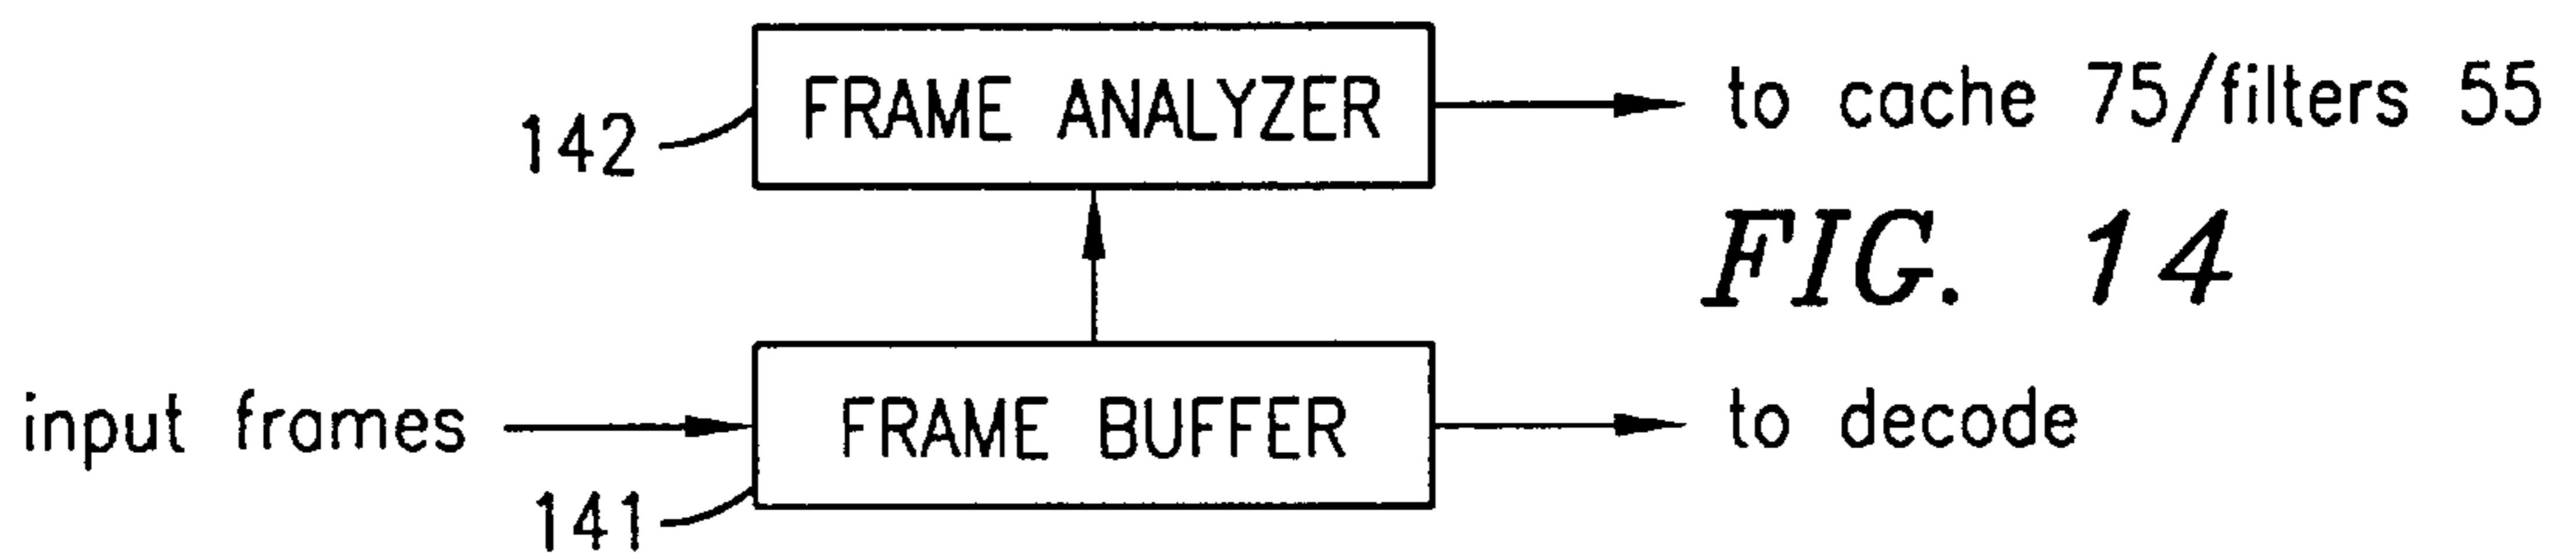 FRAME ANALYZER
to cache 75/filters 55
142
FIG. 14
input frames
FRAME BUFFER
to decode
141